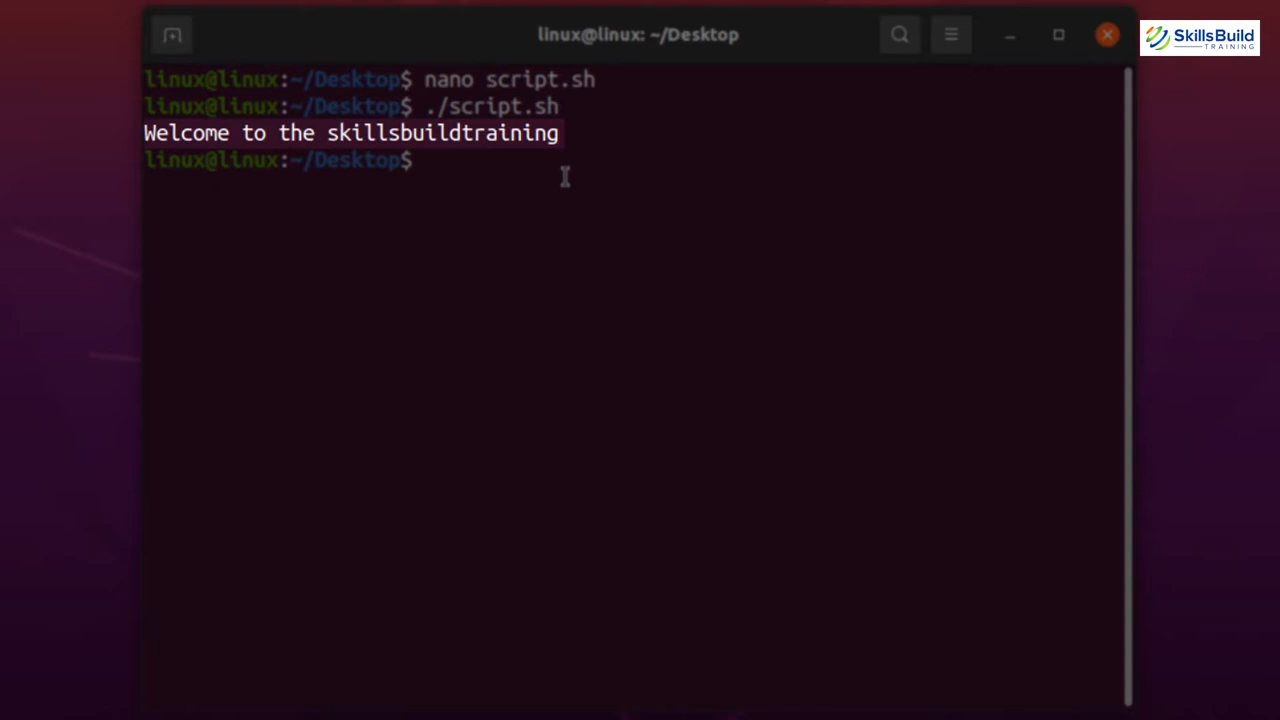 linux@linux: ~/Desktop
SkillsBuild
TRAINING
linux@linux:~/Desktop$ nano script.sh
linux@linux:~/Desktop$ ./script.sh
Welcome to the skillsbuildtraining
linux@linux:~/Desktop$